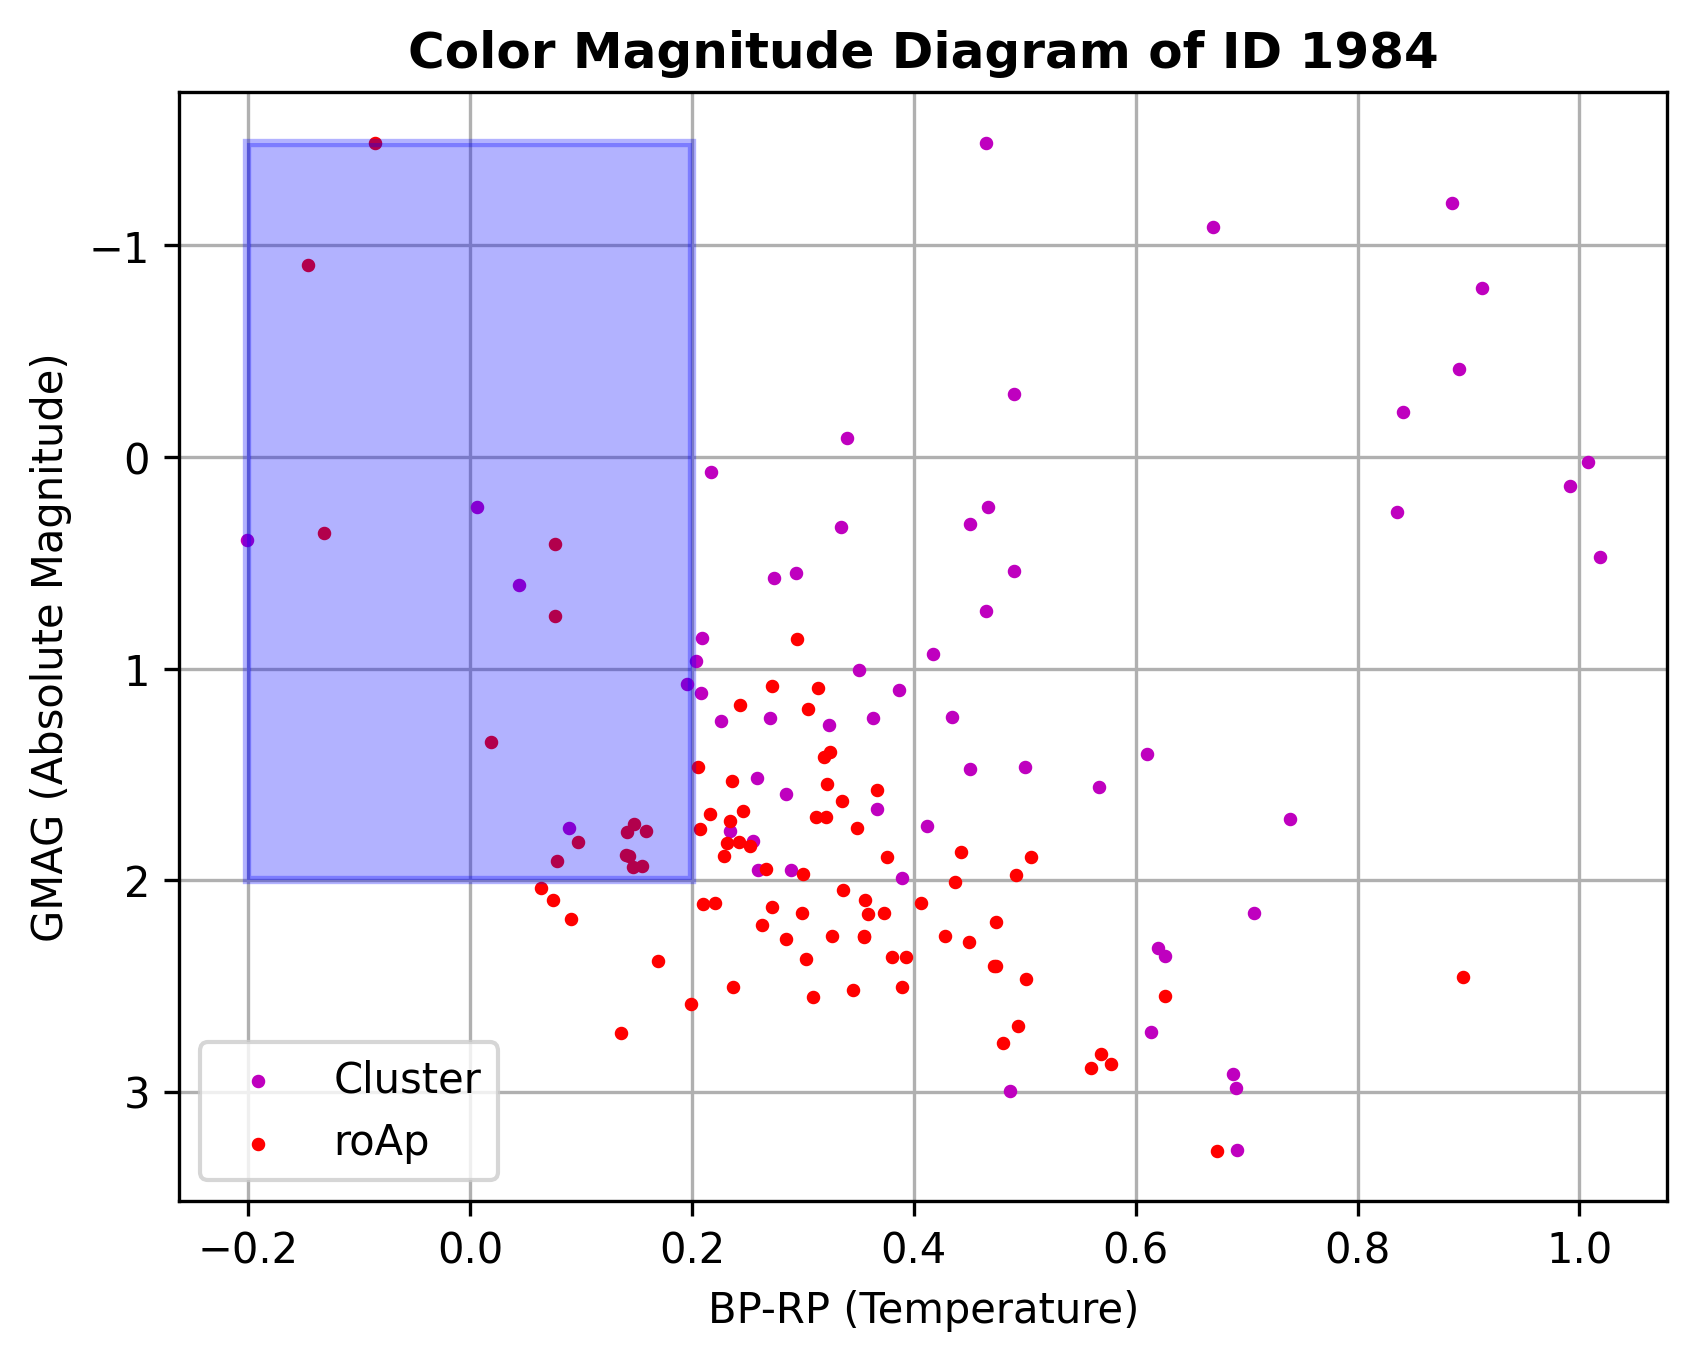 Color Magnitude Diagram of ID 1984
GMAG (Absolute Magnitude)
−1
0
1
2
3
Cluster
roAp
−0.2 0.0 0.2 0.4 0.6 0.8 1.0
BP-RP (Temperature)